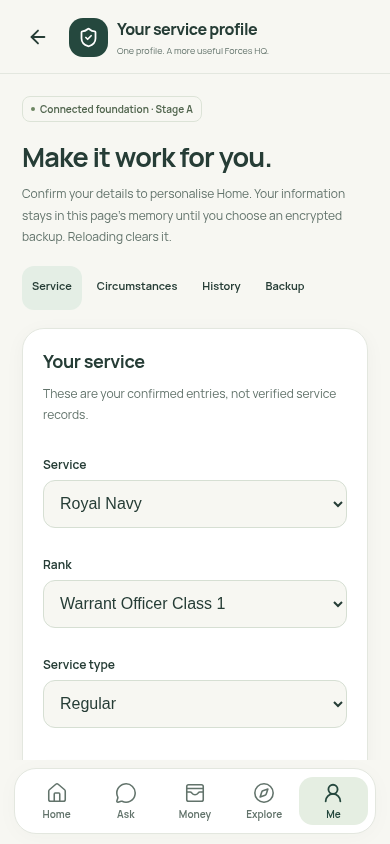 Your service profile
One profile. A more useful Forces HQ.
• Connected foundation · Stage A
Make it work for you.
Confirm your details to personalise Home. Your information
stays in this page's memory until you choose an encrypted
backup. Reloading clears it.
Service Circumstances History Backup
Your service
These are your confirmed entries, not verified service
records.
Service
Royal Navy
Rank
Warrant Officer Class 1
Service type
Regular
Home Ask Money Explore Me